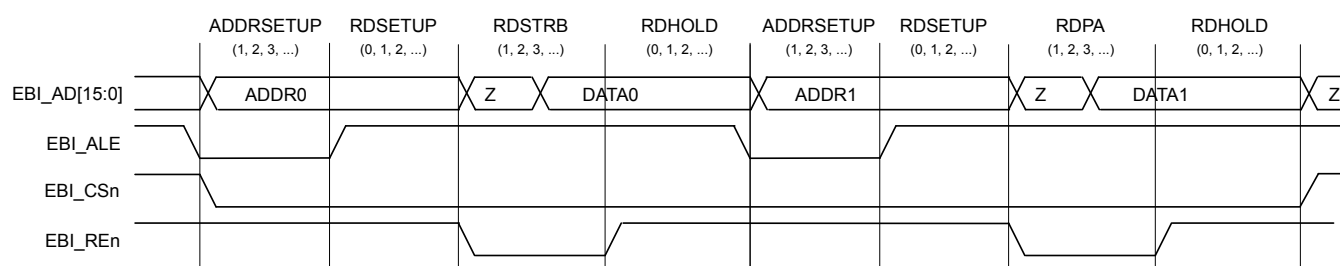 ADDRSETUP RDSETUP RDSTRB RDHOLD ADDRSETUP RDSETUP RDPA RDHOLD
(1, 2, 3, ...) (0, 1, 2, ...) (1, 2, 3, ...) (0, 1, 2, ...) (1, 2, 3, ...) (0, 1, 2, ...) (1, 2, 3, ...) (0, 1, 2, ...)
EBI_AD[15:0] ADDR0 Z DATA0 ADDR1 Z DATA1 Z
EBI_ALE
EBI_CSn
EBI_REn